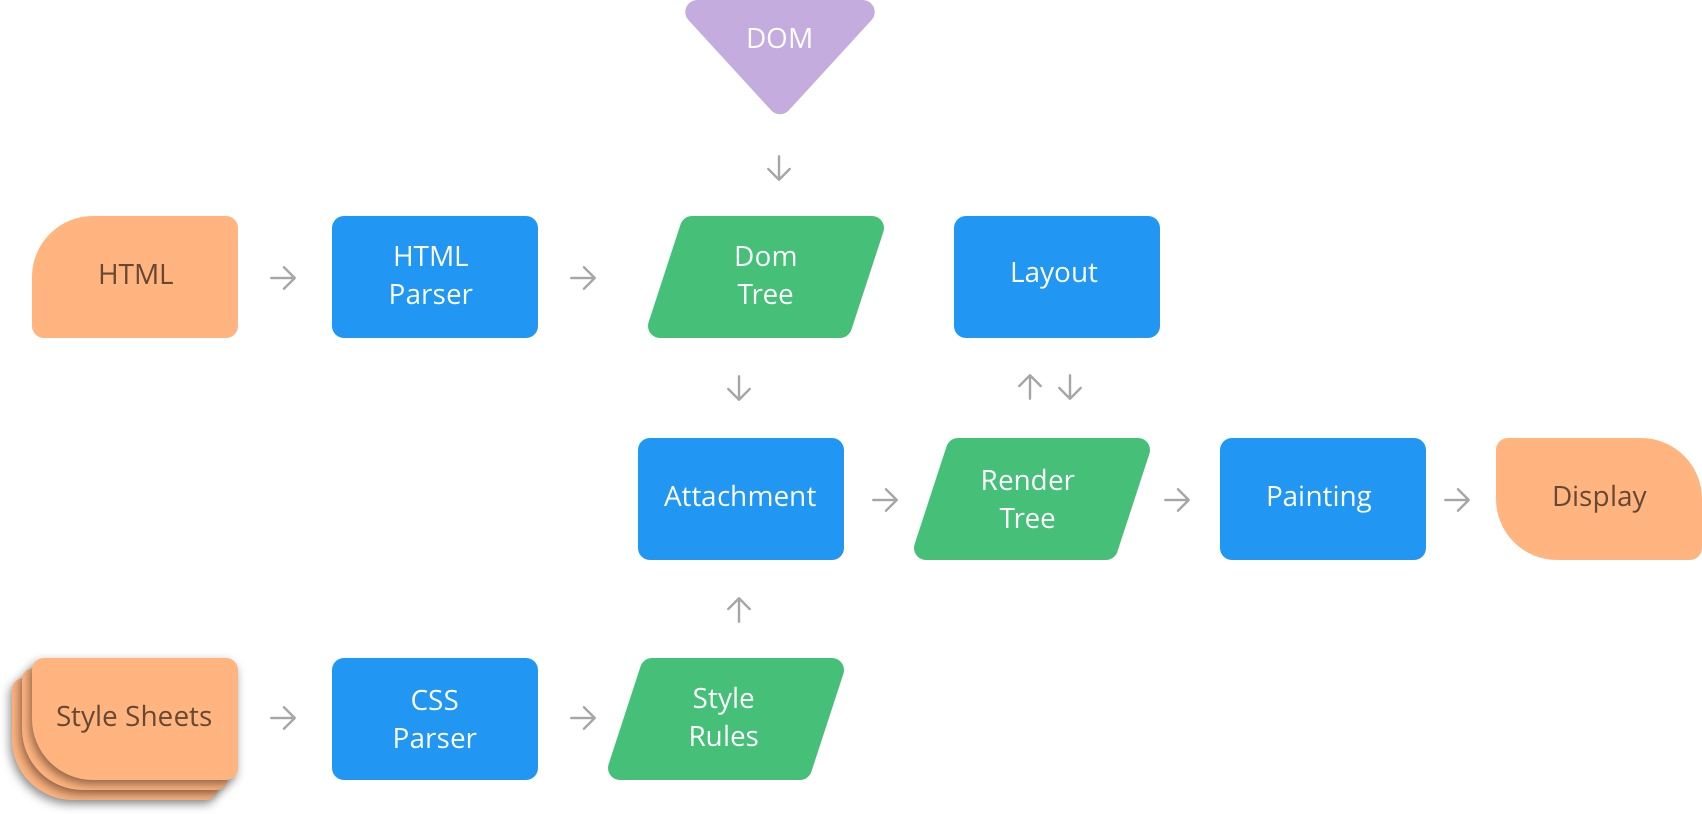 DOM
HTML
HTML
Parser
Dom
Tree
Layout
Attachment
Render
Tree
Painting
Display
Style Sheets
CSS
Parser
Style
Rules